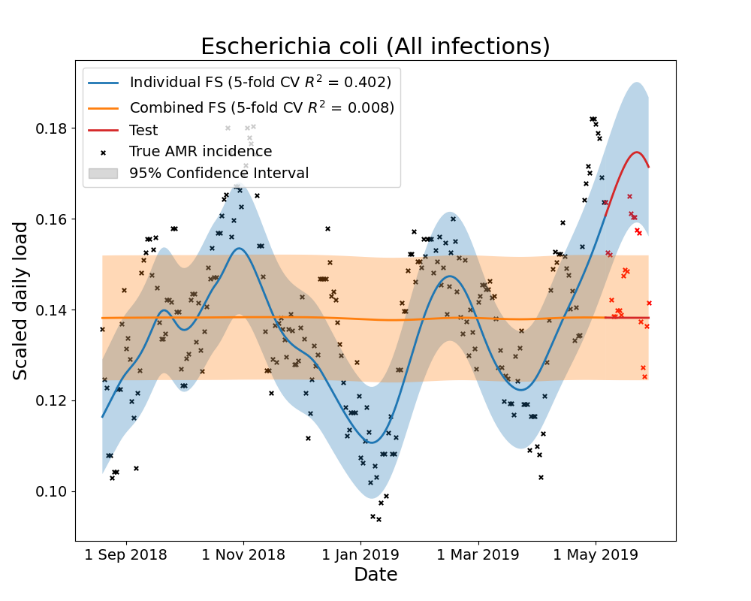 Escherichia coli (All infections)
Individual FS (5-fold CV R² = 0.402)
Combined FS (5-fold CV R² = 0.008)
Test
True AMR incidence
95% Confidence Interval
Scaled daily load
0.18
0.16
0.14
0.12
0.10
1 Sep 2018
1 Nov 2018
1 Jan 2019
1 Mar 2019
1 May 2019
Date